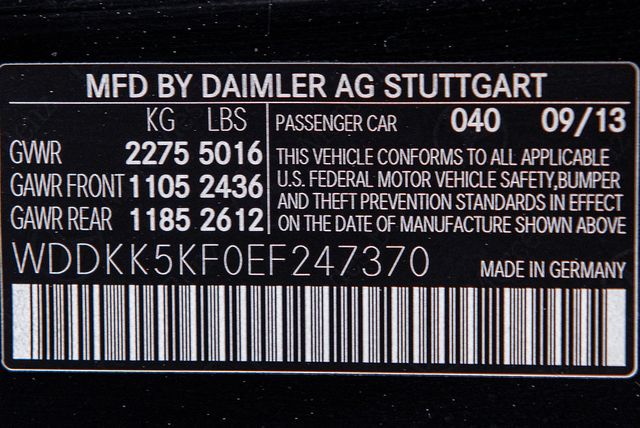 MFD BY DAIMLER AG STUTTGART
KG LBS
GVWR 2275 5016
GAWR FRONT 1105 2436
GAWR REAR 1185 2612
PASSENGER CAR 040 09/13
THIS VEHICLE CONFORMS TO ALL APPLICABLE
U.S. FEDERAL MOTOR VEHICLE SAFETY,BUMPER
AND THEFT PREVENTION STANDARDS IN EFFECT
ON THE DATE OF MANUFACTURE SHOWN ABOVE
WDDKK5KF0EF247370
MADE IN GERMANY